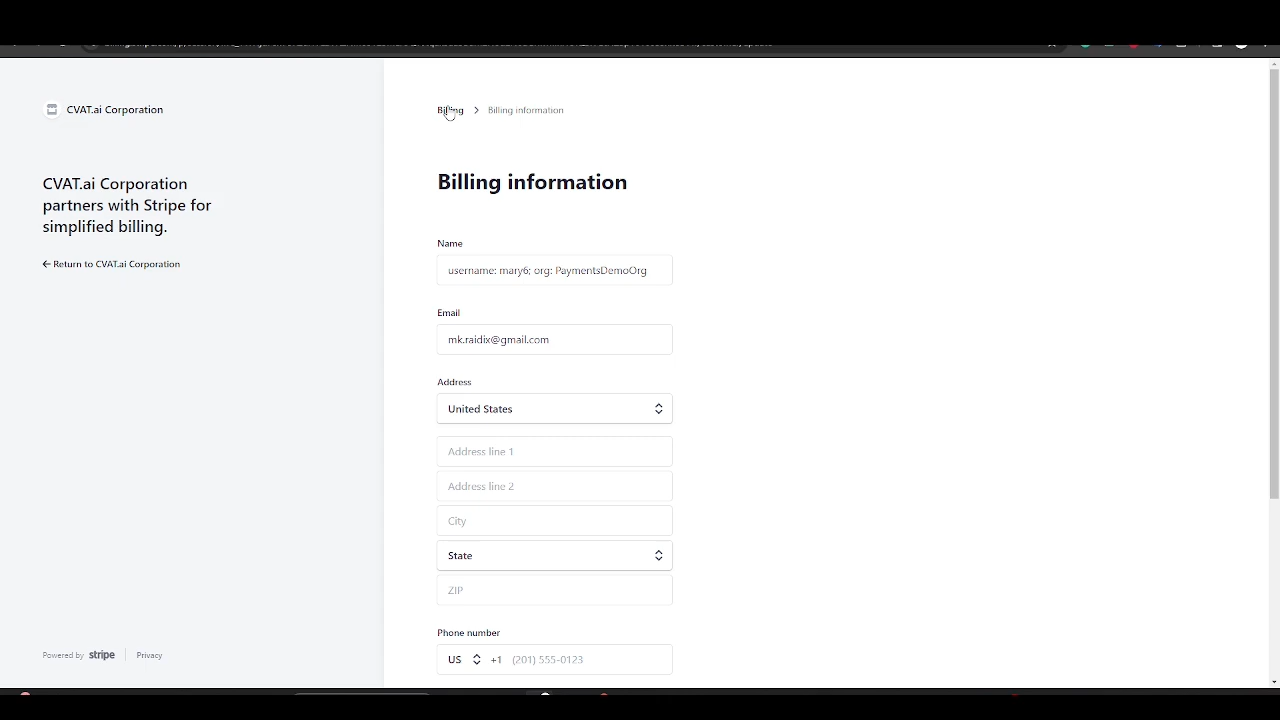 CVAT.ai Corporation
CVAT.ai Corporation
partners with Stripe for
simplified billing.
Return to CVAT.ai Corporation
Powered by stripe
Privacy
Billing
Billing information
Billing information
Name
username: mary6; org: PaymentsDemoOrg
Email
mk.raidix@gmail.com
Address
United States
Address line 1
Address line 2
City
State
ZIP
Phone number
US +1 (201) 555-0123